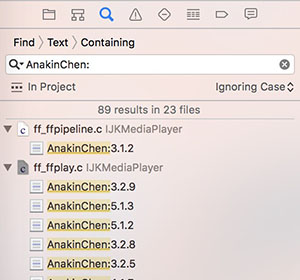 Find > Text > Containing
AnakinChen:
In Project Ignoring Case
89 results in 23 files
ff_ffpipeline.c IJKMediaPlayer
AnakinChen:3.1.2
ff_ffplay.c IJKMediaPlayer
AnakinChen:3.2.9
AnakinChen:5.1.3
AnakinChen:5.1.2
AnakinChen:3.2.8
AnakinChen:3.2.5